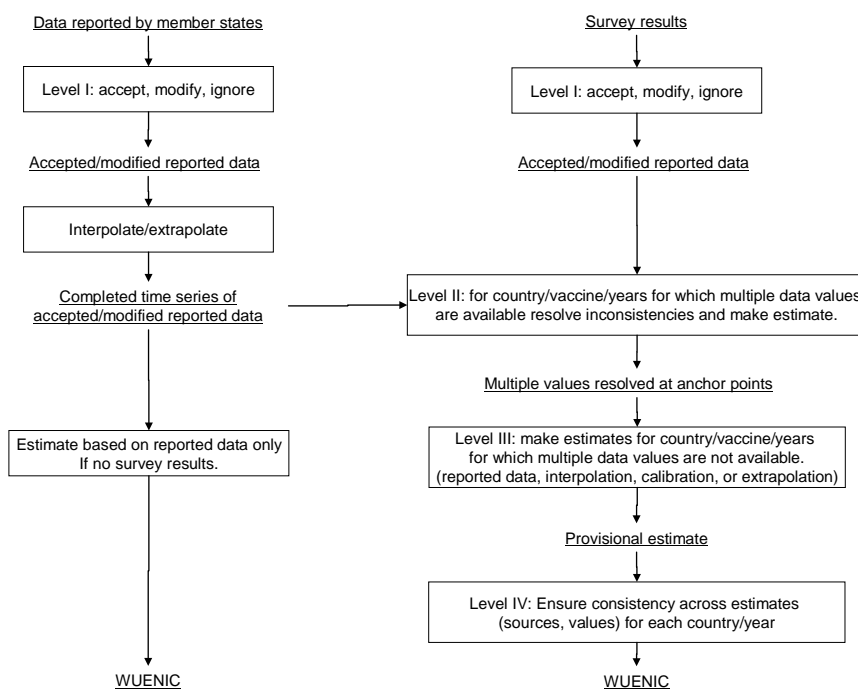 Data reported by member states
Level I: accept, modify, ignore
Accepted/modified reported data
Interpolate/extrapolate
Completed time series of
accepted/modified reported data
Estimate based on reported data only
If no survey results.
WUENIC
Survey results
Level I: accept, modify, ignore
Accepted/modified reported data
Level II: for country/vaccine/years for which multiple data values
are available resolve inconsistencies and make estimate.
Multiple values resolved at anchor points
Level III: make estimates for country/vaccine/years
for which multiple data values are not available.
(reported data, interpolation, calibration, or extrapolation)
Provisional estimate
Level IV: Ensure consistency across estimates
(sources, values) for each country/year
WUENIC